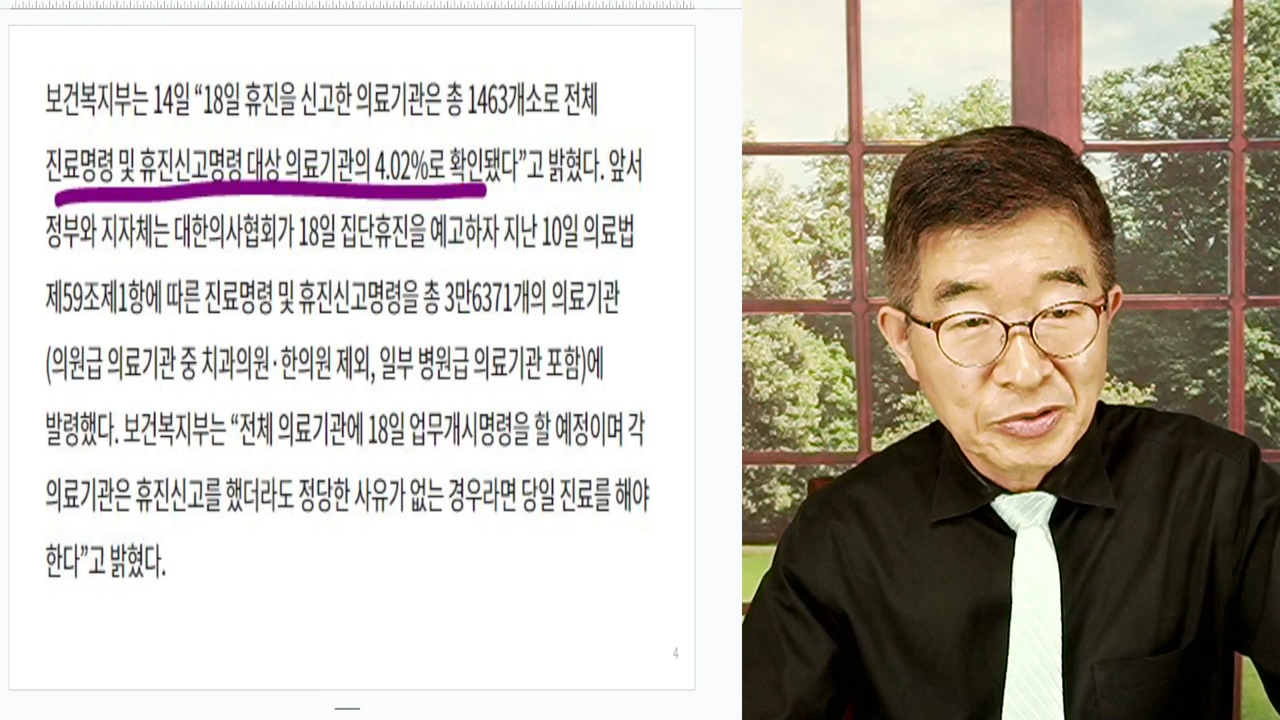 보건복지부는 14일 “18일 휴진을 신고한 의료기관은 총 1463개소로 전체
진료명령 및 휴진신고명령 대상 의료기관의 4.02%로 확인됐다”고 밝혔다. 앞서
정부와 지자체는 대한의사협회가 18일 집단휴진을 예고하자 지난 10일 의료법
제59조제1항에 따른 진료명령 및 휴진신고명령을 총 3만6371개의 의료기관
(의원급 의료기관 중 치과의원·한의원 제외, 일부 병원급 의료기관 포함)에
발령했다. 보건복지부는 “전체 의료기관에 18일 업무개시명령을 할 예정이며 각
의료기관은 휴진신고를 했더라도 정당한 사유가 없는 경우라면 당일 진료를 해야
한다”고 밝혔다.
4